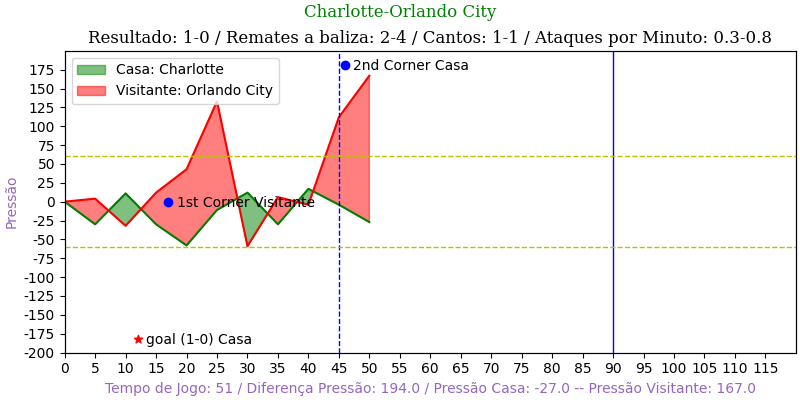 Charlotte-Orlando City
Resultado: 1-0 / Remates a baliza: 2-4 / Cantos: 1-1 / Ataques por Minuto: 0.3-0.8
Casa: Charlotte
Visitante: Orlando City
2nd Corner Casa
1st Corner Visitante
goal (1-0) Casa
Pressão
175
150
125
100
75
50
25
0
-25
-50
-75
-100
-125
-150
-175
-200
0 5 10 15 20 25 30 35 40 45 50 55 60 65 70 75 80 85 90 95 100 105 110 115
Tempo de Jogo: 51 / Diferença Pressão: 194.0 / Pressão Casa: -27.0 -- Pressão Visitante: 167.0